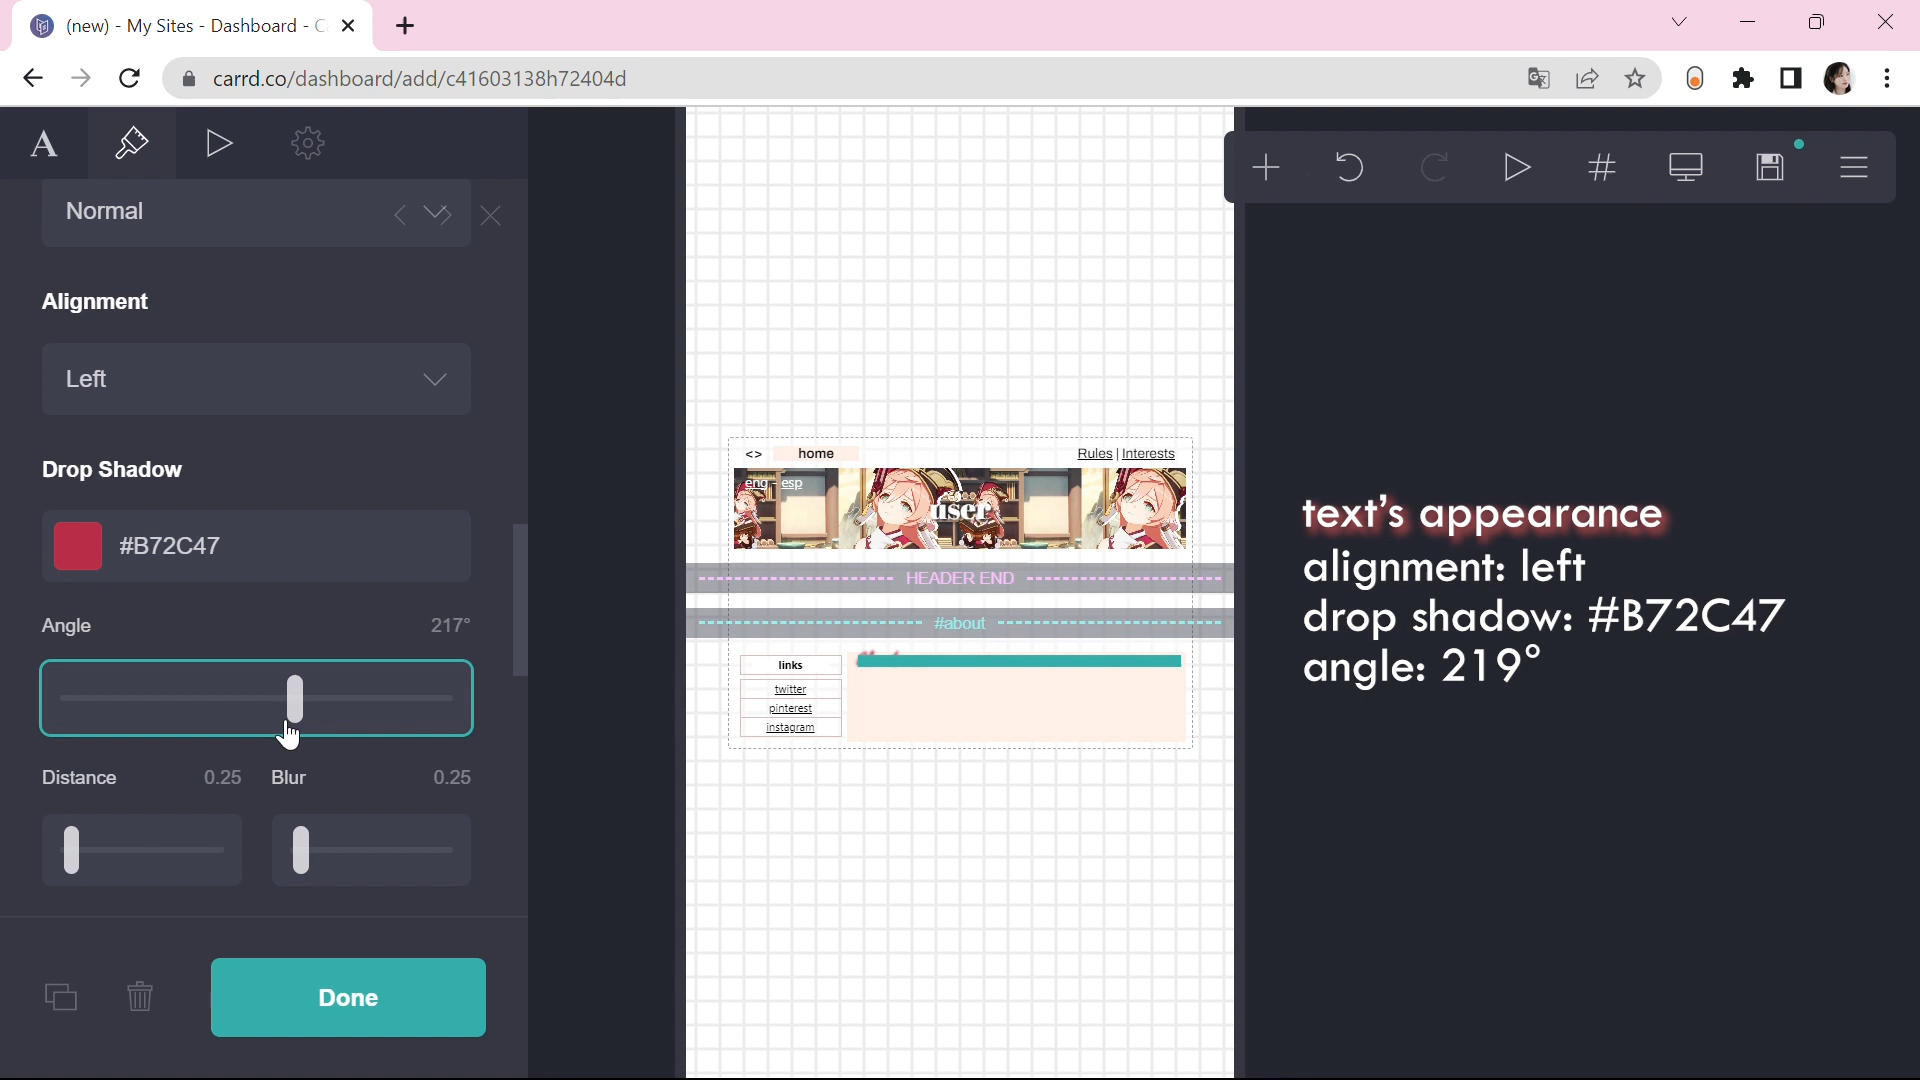 (new) - My Sites - Dashboard - C
carrd.co/dashboard/add/c41603138h72404d
A
Normal
Alignment
Left
Drop Shadow
#B72C47
Angle 217°
Distance 0.25 Blur 0.25
Done
<> home Rules | Interests
eng - esp
user
HEADER END
#about
links
twitter
pinterest
instagram
text's appearance
alignment: left
drop shadow: #B72C47
angle: 219°